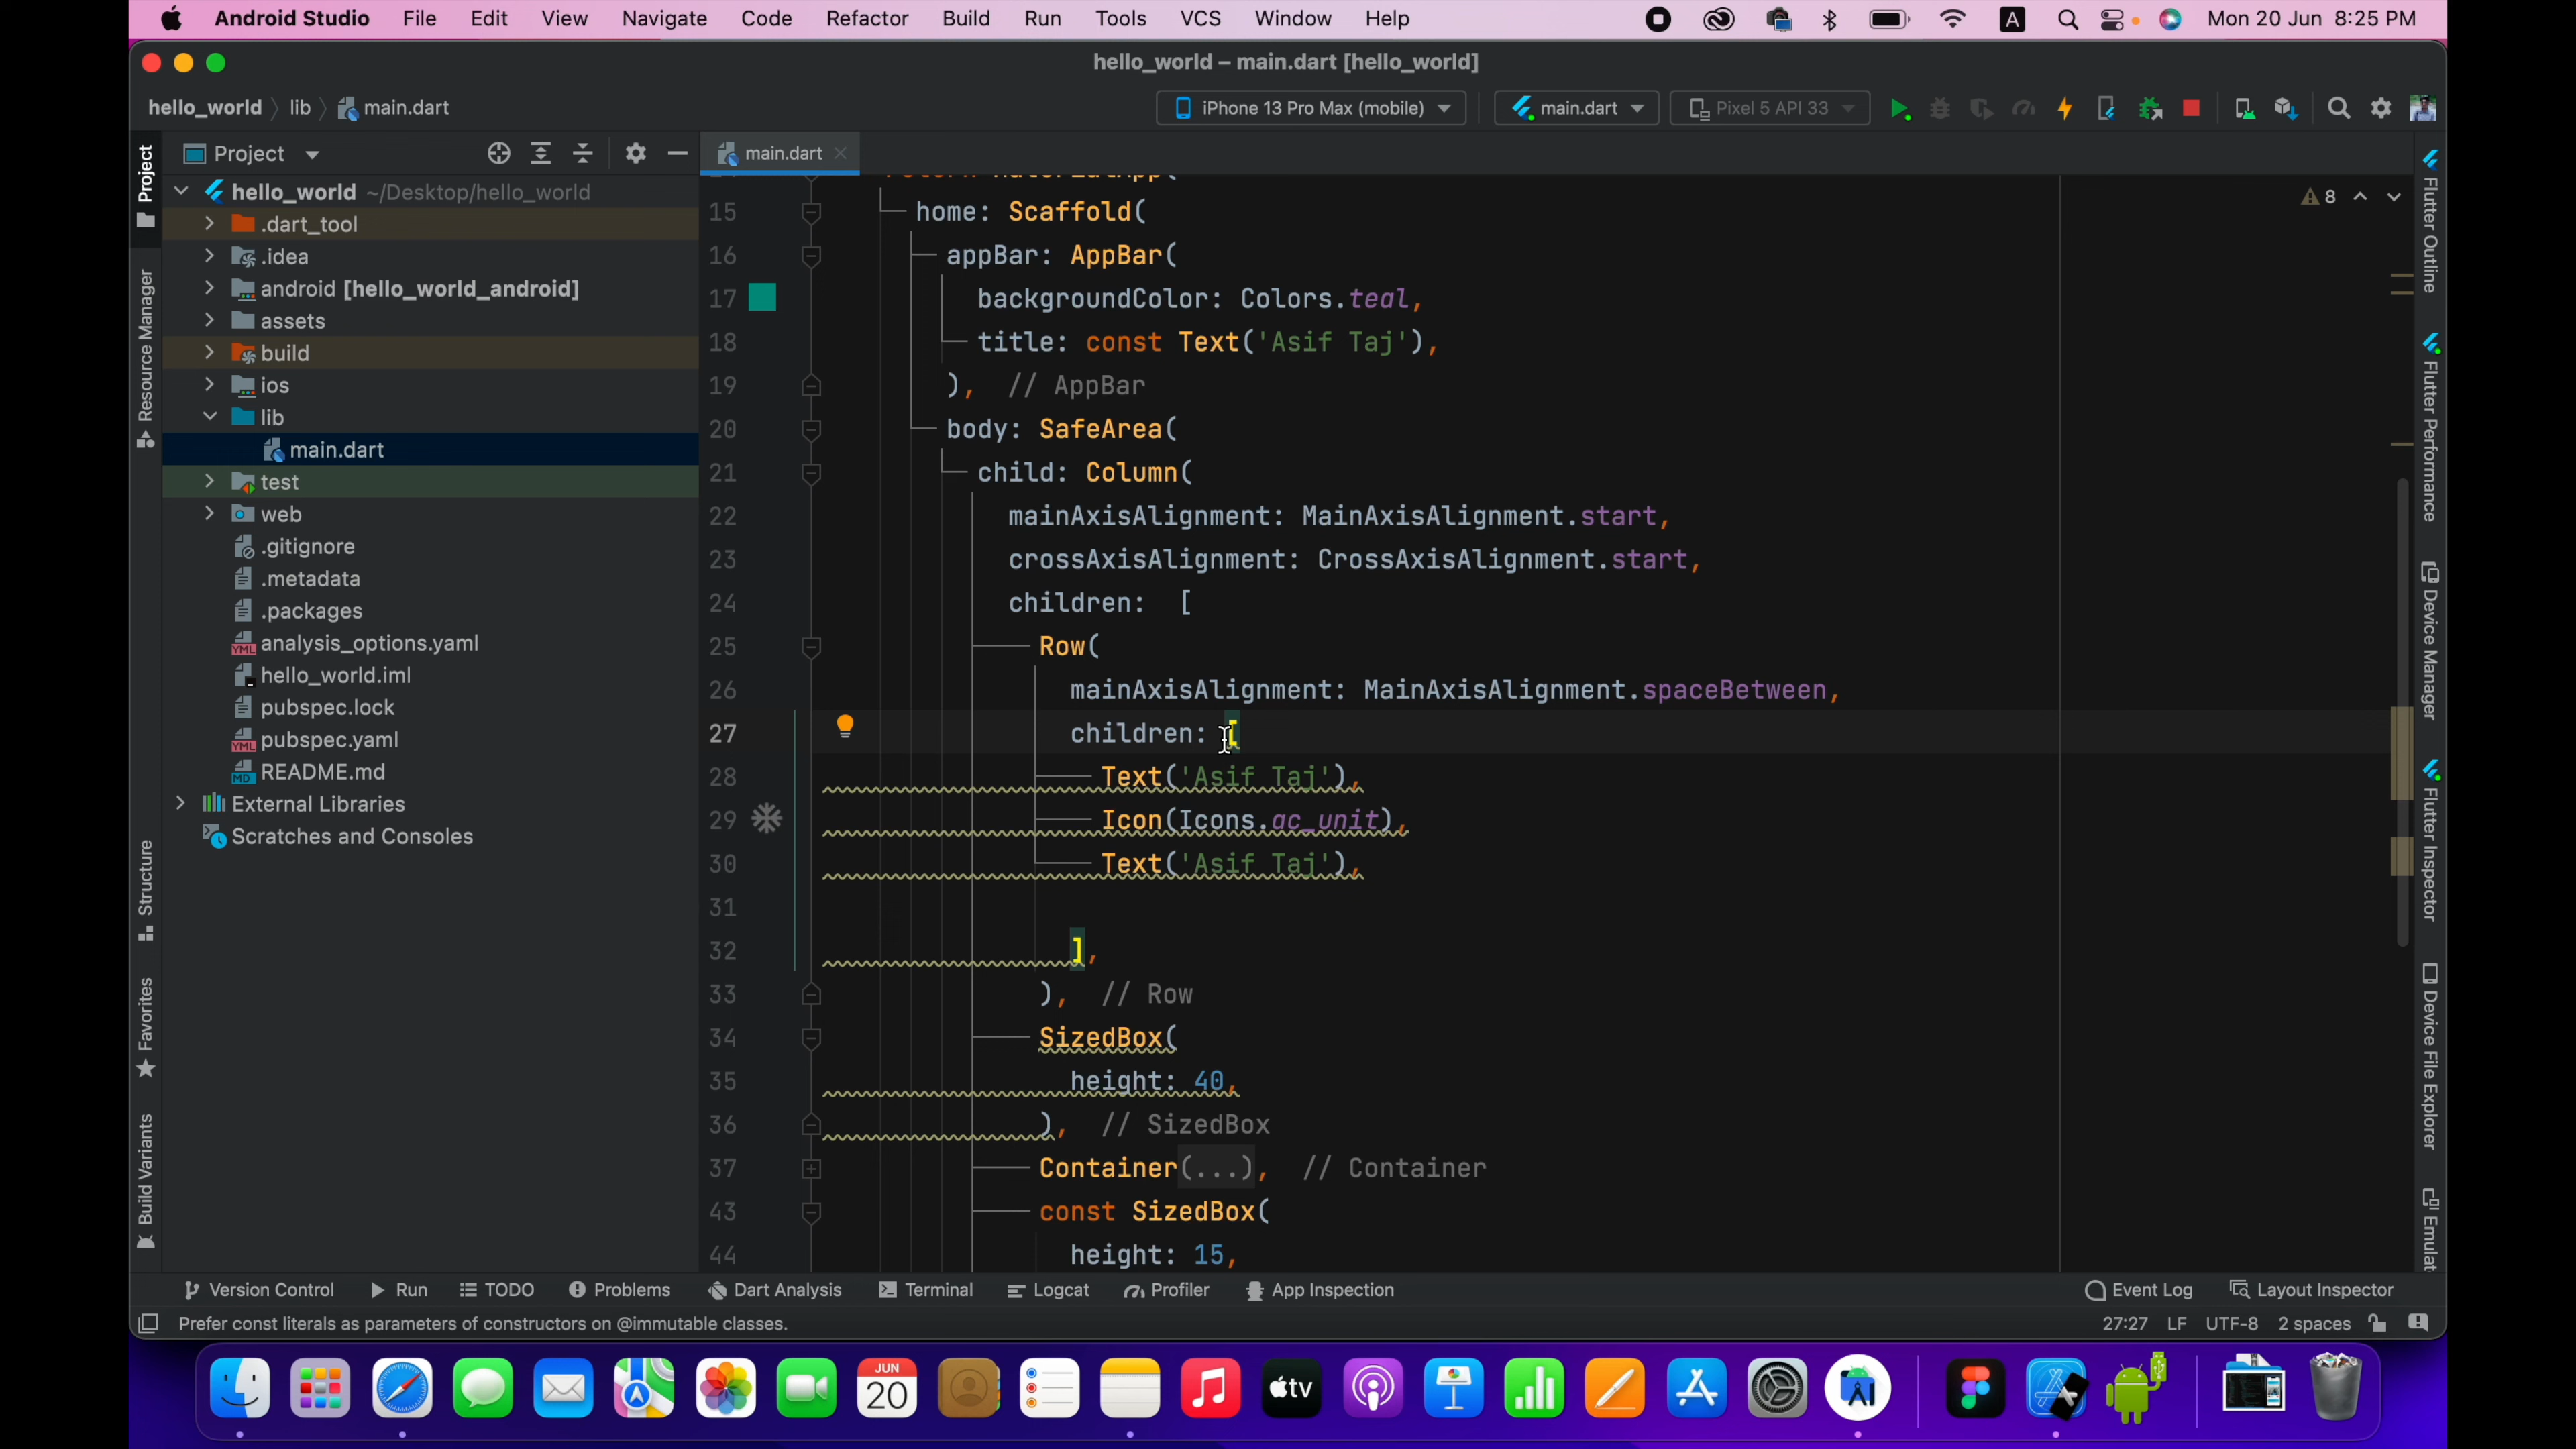 Android Studio File Edit View Navigate Code Refactor Build Run Tools VCS Window Help A Mon 20 Jun 8:25 PM
hello_world – main.dart [hello_world]
hello_world lib main.dart iPhone 13 Pro Max (mobile) main.dart Pixel 5 API 33
Project
main.dart
hello_world ~/Desktop/hello_world
.dart_tool
.idea
android [hello_world_android]
assets
build
ios
lib
main.dart
test
web
.gitignore
.metadata
.packages
YML analysis_options.yaml
hello_world.iml
pubspec.lock
YML pubspec.yaml
MD README.md
External Libraries
Scratches and Consoles
Project
Resource Manager
Structure
Favorites
Build Variants
8
15 home: Scaffold(
16 appBar: AppBar(
17 backgroundColor: Colors.teal,
18 title: const Text('Asif Taj'),
19 ), // AppBar
20 body: SafeArea(
21 child: Column(
22 mainAxisAlignment: MainAxisAlignment.start,
23 crossAxisAlignment: CrossAxisAlignment.start,
24 children: [
25 Row(
26 mainAxisAlignment: MainAxisAlignment.spaceBetween,
27 children: [
28 Text('Asif Taj'),
29 Icon(Icons.ac_unit),
30 Text('Asif Taj'),
31
32 ],
33 ), // Row
34 SizedBox(
35 height: 40,
36 ), // SizedBox
37 Container(...), // Container
43 const SizedBox(
44 height: 15,
Flutter Outline
Flutter Performance
Device Manager
Flutter Inspector
Device File Explorer
Emulat
Version Control Run TODO Problems Dart Analysis Terminal Logcat Profiler App Inspection Event Log Layout Inspector
Prefer const literals as parameters of constructors on @immutable classes. 27:27 LF UTF-8 2 spaces
JUN
20
tv